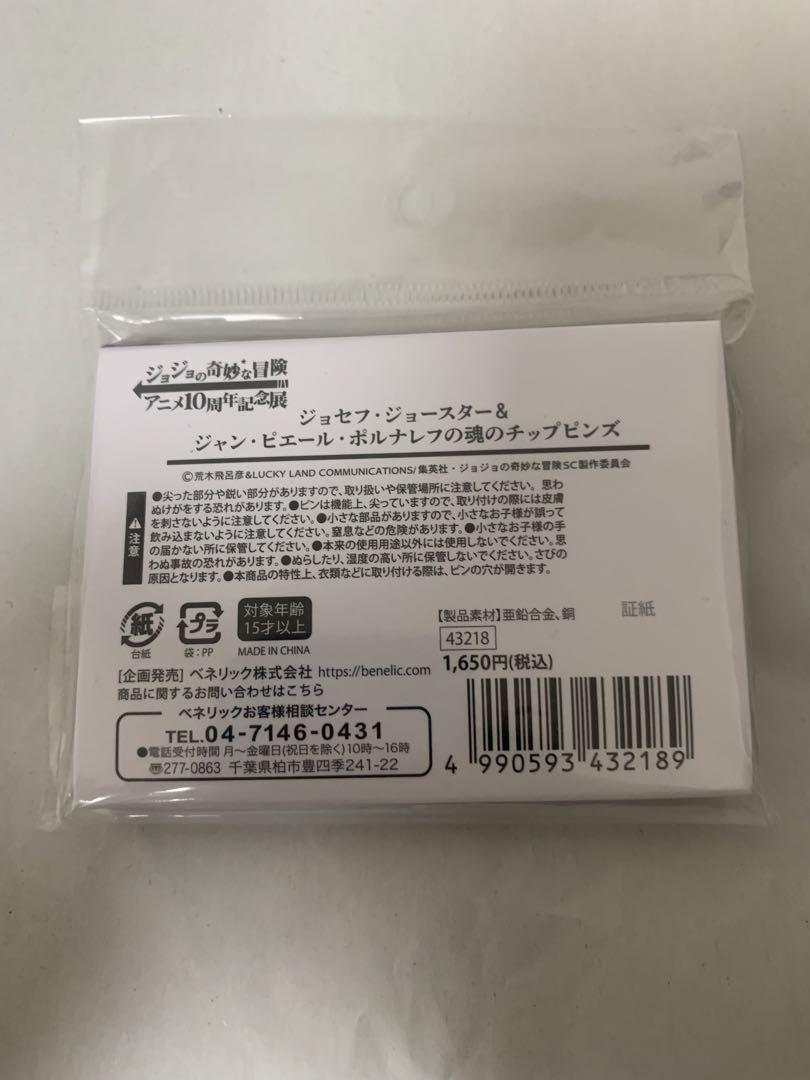 ジョジョの奇妙な冒険
アニメ10周年記念展
ジョセフ・ジョースター&
ジャン・ピエール・ポルナレフの魂のチップピンズ
©荒木飛呂彦&LUCKY LAND COMMUNICATIONS/集英社・ジョジョの奇妙な冒険SC製作委員会
注意
●尖った部分や鋭い部分がありますので、取り扱いや保管場所に注意してください。思わ
ぬけがをする恐れがあります。●ピンは機能上、尖っていますので、取り付けの際には皮膚
を刺さないように注意してください。●小さな部品がありますので、小さなお子様が誤って
飲み込まないように注意してください。窒息などの危険があります。●小さなお子様の手
の届かない所に保管してください。●本来の使用用途以外には使用しないでください。思
わぬ事故の恐れがあります。●ぬらしたり、湿度の高い所に保管しないでください。さびの
原因となります。●本商品の特性上、衣類などに取り付ける際は、ピンの穴が開きます。
紙
台紙
プラ
袋:PP
対象年齢
15才以上
MADE IN CHINA
【製品素材】亜鉛合金、銅
証紙
43218
1,650円(税込)
[企画発売] ベネリック株式会社 https://benelic.com
商品に関するお問い合わせはこちら
ベネリックお客様相談センター
TEL.04-7146-0431
●電話受付時間 月〜金曜日(祝日を除く)10時〜16時
〠277-0863 千葉県柏市豊四季241-22
4 990593 432189